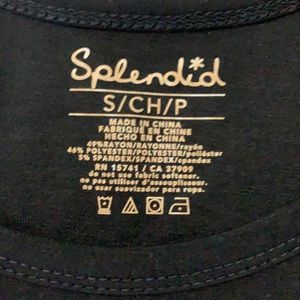 Splendid
S/CH/P
MADE IN CHINA
FABRIQUÉ EN CHINE
HECHO EN CHINA
49%RAYON/RAYONNE/rayón
46% POLYESTER/POLYESTER/poliéster
5% SPANDEX/SPANDEX/spandex
RN 15741 / CA 37909
do not use fabric softener.
ne pas utiliser d'assouplisseur.
no usar suavizador para ropa.